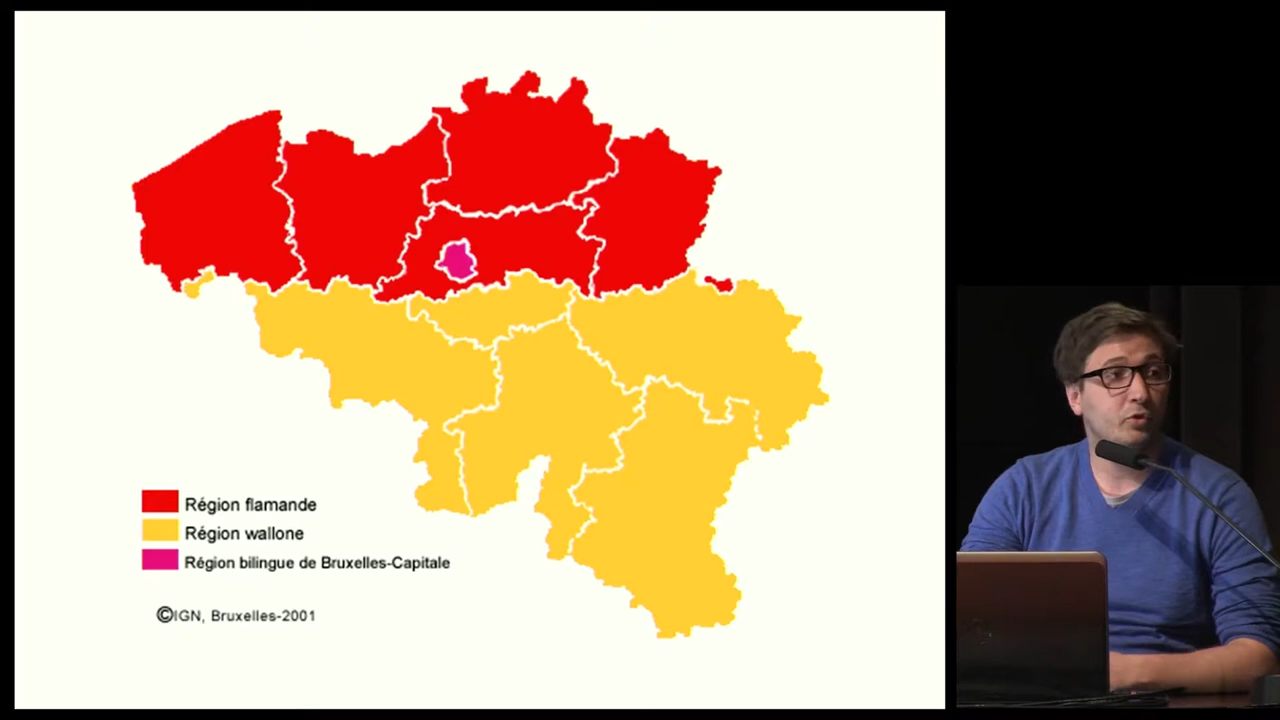 Région flamande
Région wallone
Région bilingue de Bruxelles-Capitale
©IGN, Bruxelles-2001